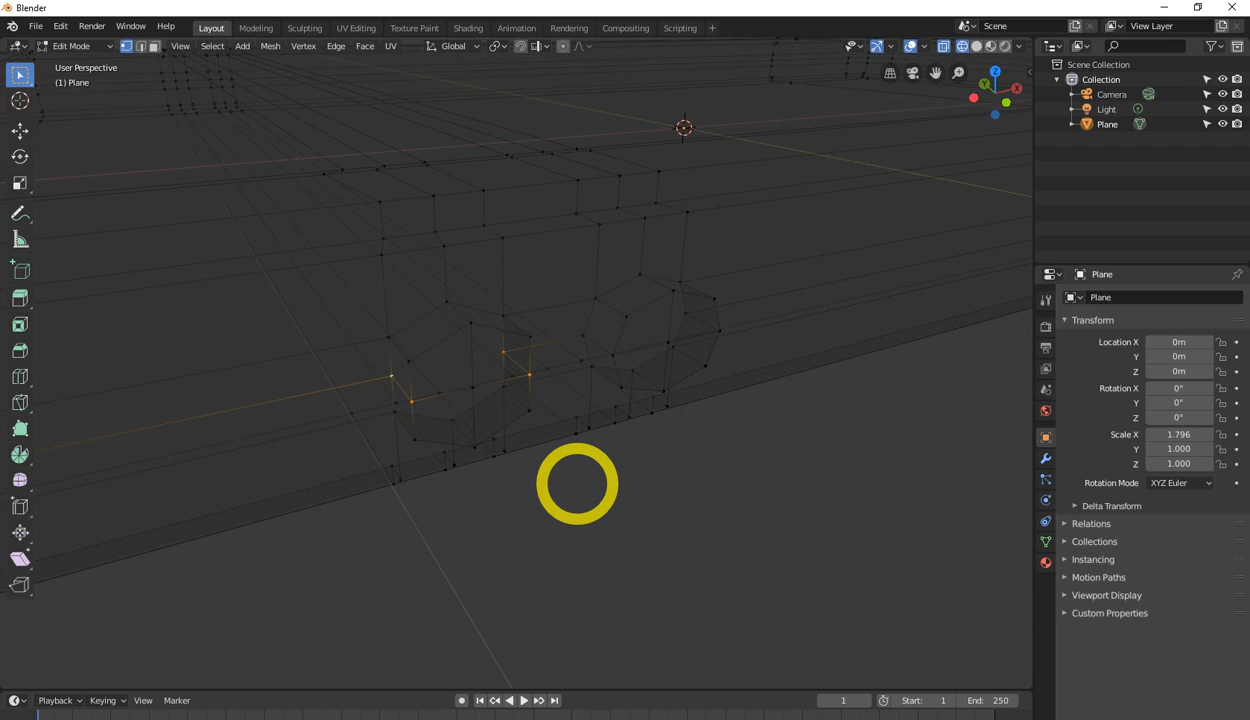 Blender
File Edit Render Window Help
Layout Modeling Sculpting UV Editing Texture Paint Shading Animation Rendering Compositing Scripting +
Scene
View Layer
Edit Mode View Select Add Mesh Vertex Edge Face UV Global
User Perspective
(1) Plane
Z
Y
X
Scene Collection
Collection
Camera
Light
Plane
Plane
Plane
Transform
Location X 0m
Y 0m
Z 0m
Rotation X 0°
Y 0°
Z 0°
Scale X 1.796
Y 1.000
Z 1.000
Rotation Mode XYZ Euler
Delta Transform
Relations
Collections
Instancing
Motion Paths
Viewport Display
Custom Properties
Playback Keying View Marker 1 Start: 1 End: 250